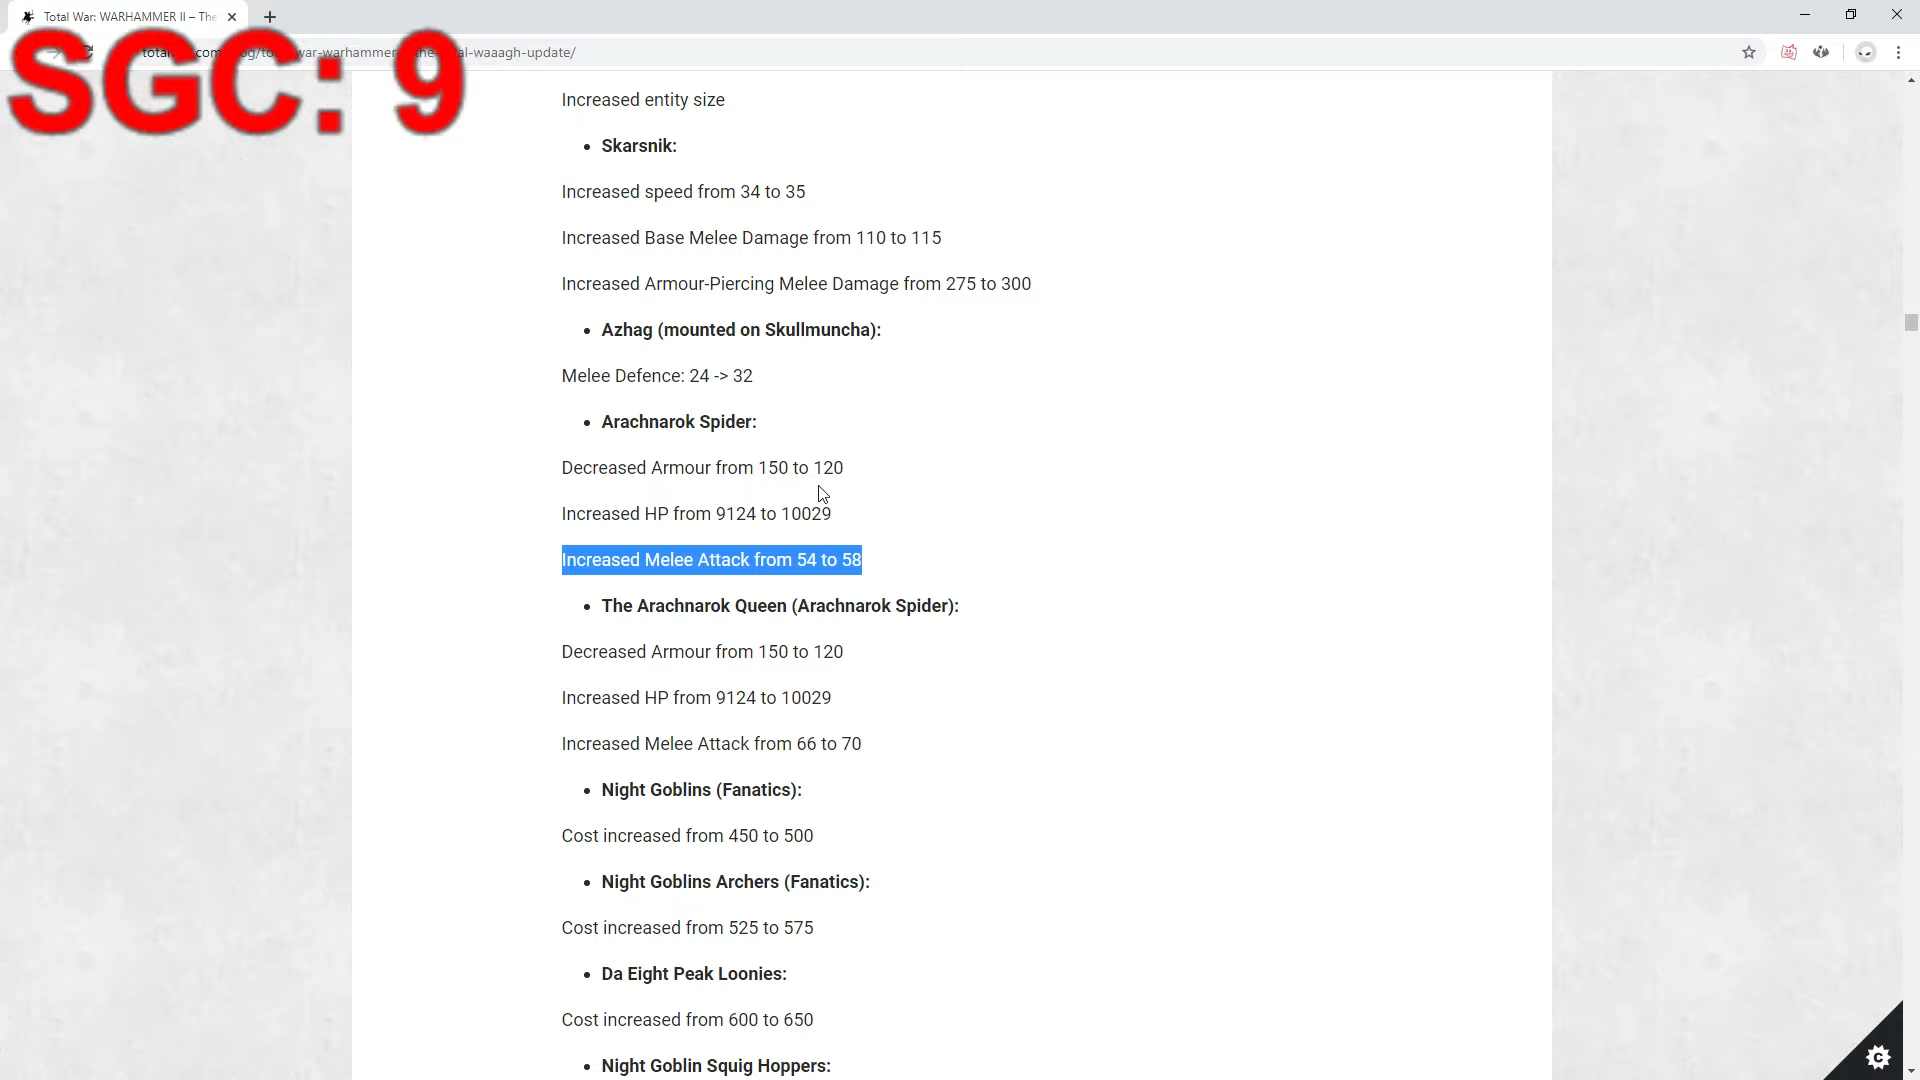 Total War: WARHAMMER II – The
SGC: 9
war-warhammer
al-waaagh-update/
Increased entity size
• Skarsnik:
Increased speed from 34 to 35
Increased Base Melee Damage from 110 to 115
Increased Armour-Piercing Melee Damage from 275 to 300
• Azhag (mounted on Skullmuncha):
Melee Defence: 24 -> 32
• Arachnarok Spider:
Decreased Armour from 150 to 120
Increased HP from 9124 to 10029
Increased Melee Attack from 54 to 58
• The Arachnarok Queen (Arachnarok Spider):
Decreased Armour from 150 to 120
Increased HP from 9124 to 10029
Increased Melee Attack from 66 to 70
• Night Goblins (Fanatics):
Cost increased from 450 to 500
• Night Goblins Archers (Fanatics):
Cost increased from 525 to 575
• Da Eight Peak Loonies:
Cost increased from 600 to 650
• Night Goblin Squig Hoppers: